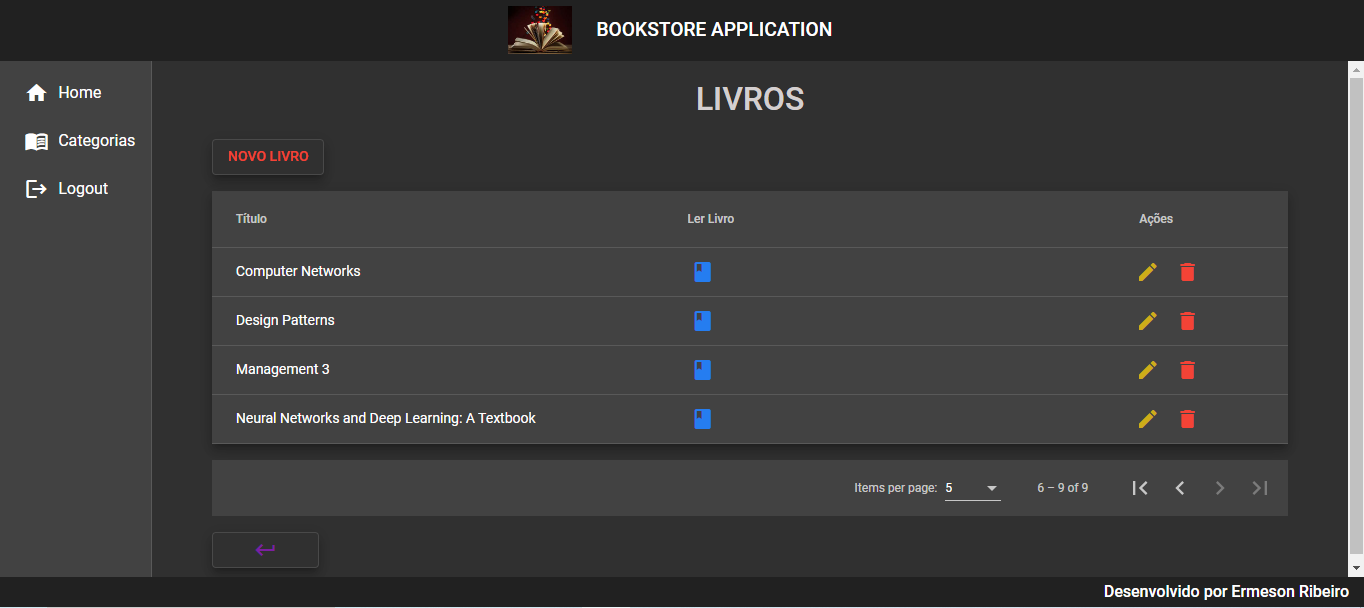 BOOKSTORE APPLICATION
Home
Categorias
Logout
LIVROS
NOVO LIVRO
Título Ler Livro Ações
Computer Networks
Design Patterns
Management 3
Neural Networks and Deep Learning: A Textbook
Items per page: 5 6 – 9 of 9
Desenvolvido por Ermeson Ribeiro